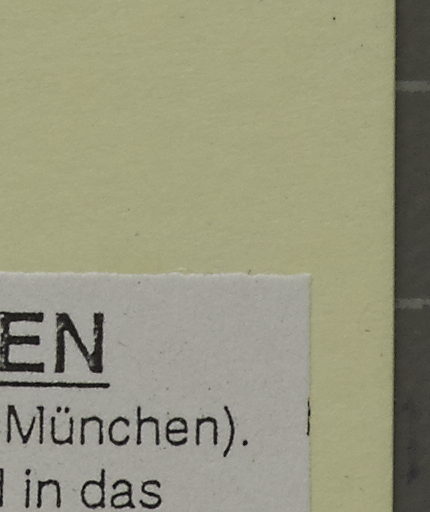 EN
München).
in das